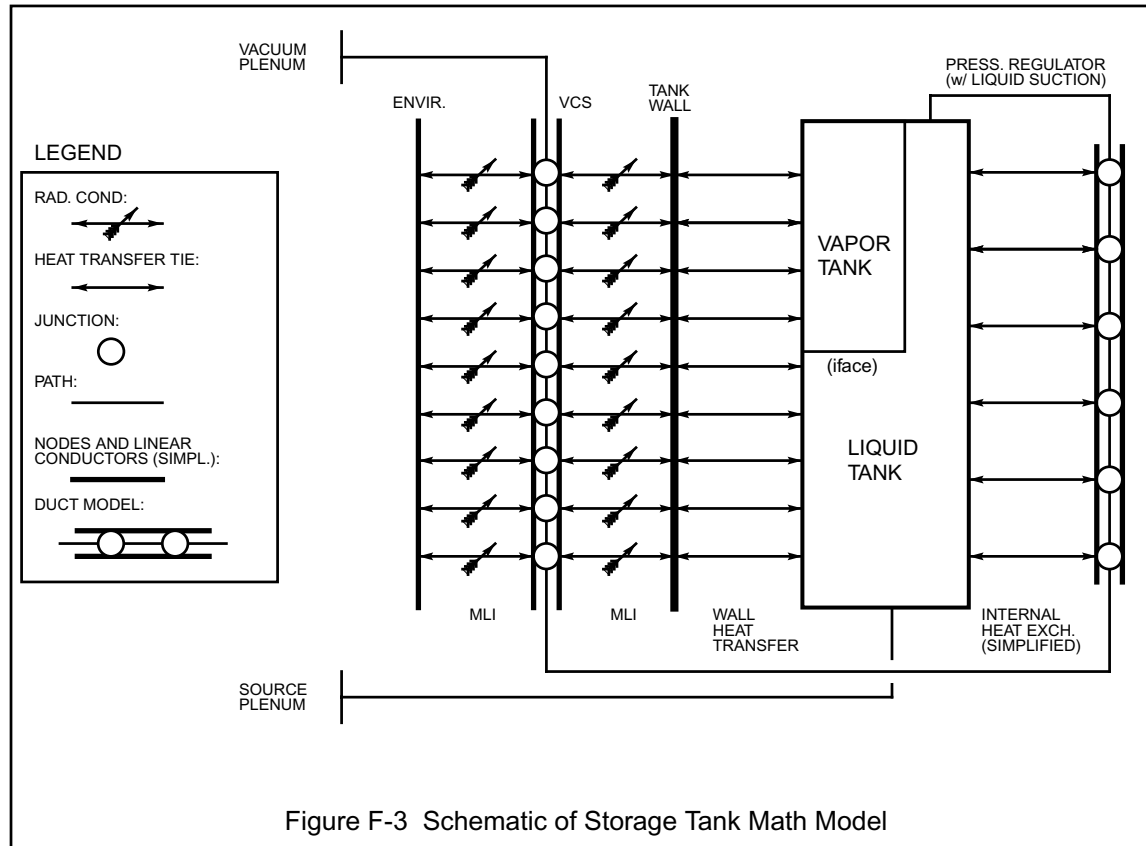 VACUUM
PLENUM
PRESS. REGULATOR
(w/ LIQUID SUCTION)
ENVIR.
VCS
TANK
WALL
LEGEND
RAD. COND:
HEAT TRANSFER TIE:
JUNCTION:
PATH:
NODES AND LINEAR
CONDUCTORS (SIMPL.):
DUCT MODEL:
VAPOR
TANK
(iface)
LIQUID
TANK
MLI
MLI
WALL
HEAT
TRANSFER
INTERNAL
HEAT EXCH.
(SIMPLIFIED)
SOURCE
PLENUM
Figure F-3 Schematic of Storage Tank Math Model